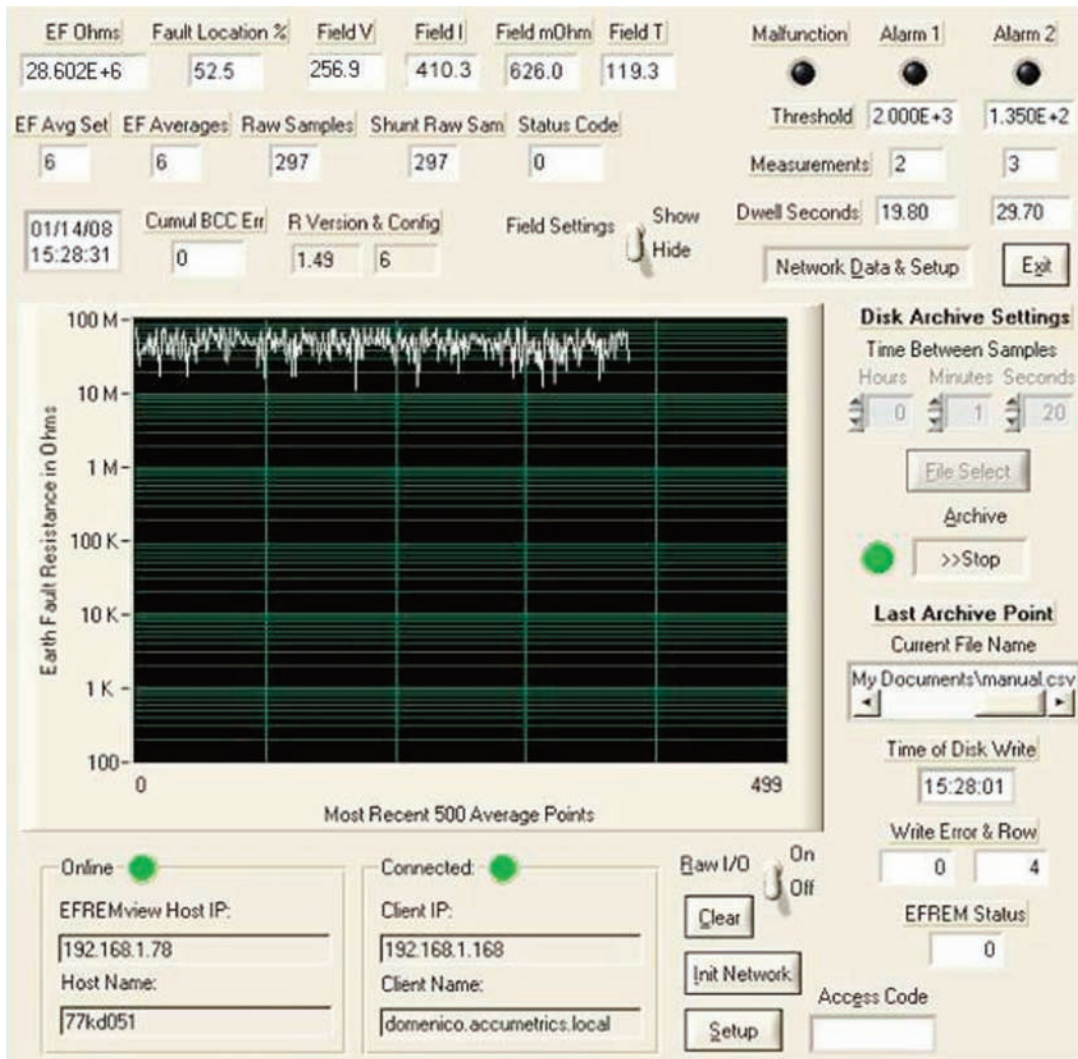 EF Ohms Fault Location % Field V Field I Field mOhm Field T Malfunction Alarm 1 Alarm 2
28.602E+6 52.5 256.9 410.3 626.0 119.3
Threshold 2.000E+3 1.350E+2
EF Avg Set EF Averages Raw Samples Shunt Raw Sam Status Code
6 6 297 297 0
Measurements 2 3
01/14/08
15:28:31
Cumul BCC Err R Version & Config
0 1.49 6
Field Settings Show
Hide
Dwell Seconds 19.80 29.70
Network Data & Setup Exit
Earth Fault Resistance in Ohms
100 M
10 M
1 M
100 K
10 K
1 K
100
0 499
Most Recent 500 Average Points
Disk Archive Settings
Time Between Samples
Hours Minutes Seconds
0 1 20
File Select
Archive
>>Stop
Last Archive Point
Current File Name
My Documents\manual.csv
Time of Disk Write
15:28:01
Write Error & Row
0 4
EFREM Status
0
Online
EFREMview Host IP:
192.168.1.78
Host Name:
77kd051
Connected:
Client IP:
192.168.1.168
Client Name:
domenico.accumetrics.local
Raw I/O On
Off
Clear
Init Network
Setup
Access Code